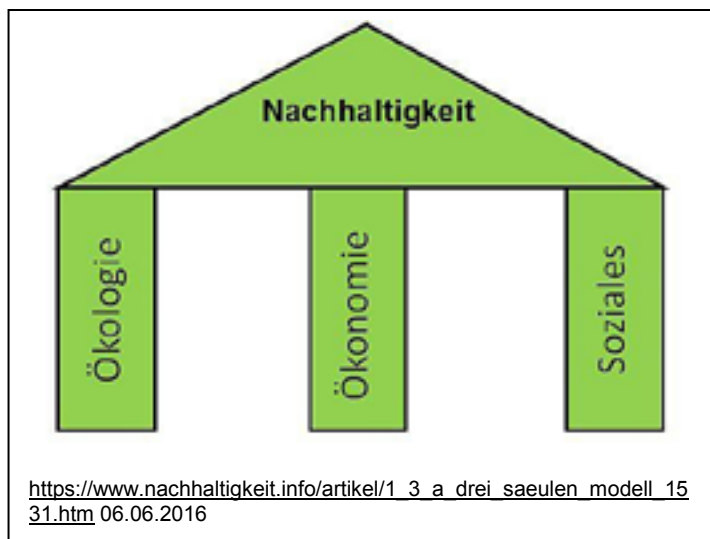 Nachhaltigkeit
Ökologie
Ökonomie
Soziales
https://www.nachhaltigkeit.info/artikel/1_3_a_drei_saeulen_modell_15
31.htm 06.06.2016